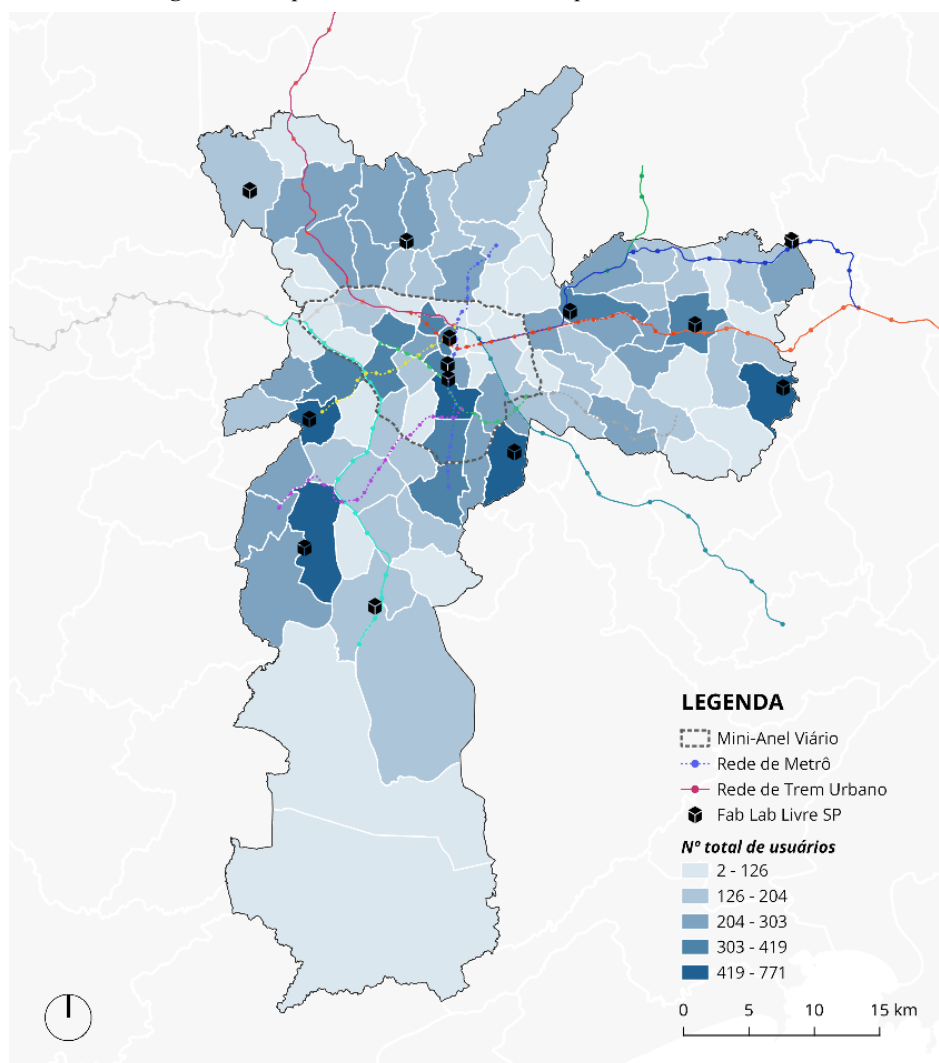 LEGENDA
Mini-Anel Viário
Rede de Metrô
Rede de Trem Urbano
Fab Lab Livre SP
Nº total de usuários
2 - 126
126 - 204
204 - 303
303 - 419
419 - 771
0 5 10 15 km